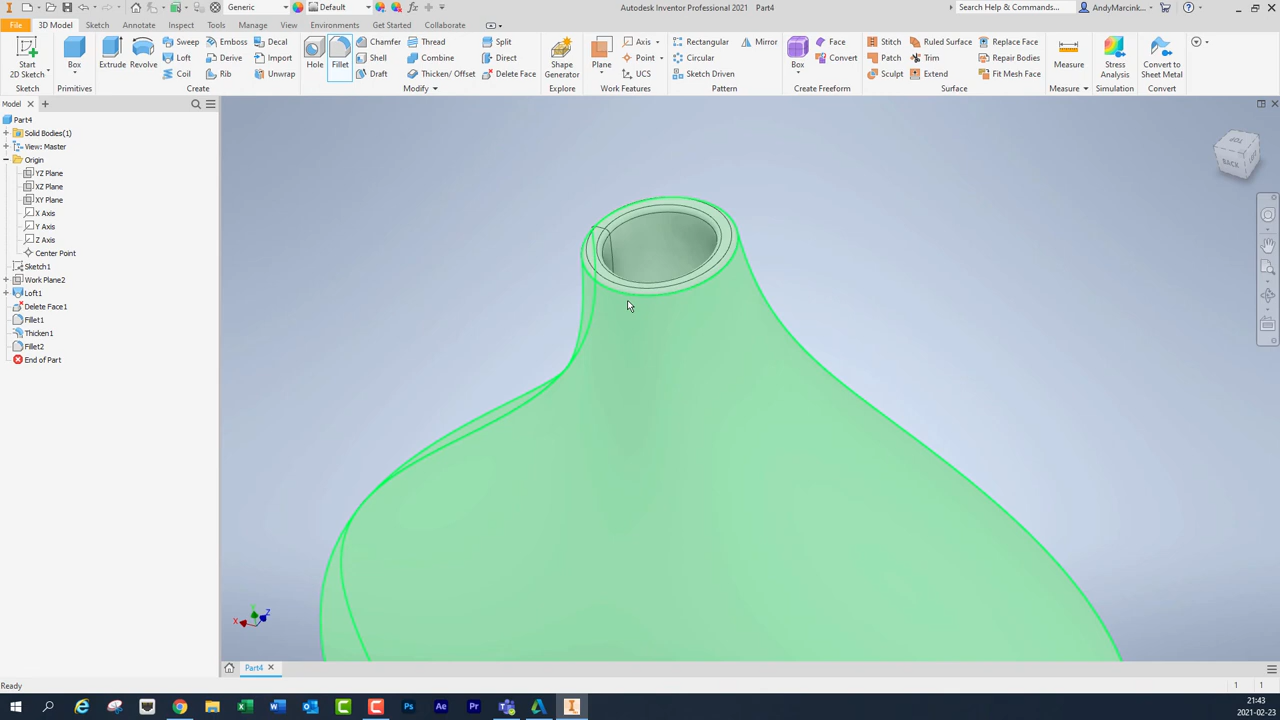 Generic
Default
Autodesk Inventor Professional 2021 Part4
Search Help & Commands...
AndyMarcink...
File
3D Model
Sketch
Annotate
Inspect
Tools
Manage
View
Environments
Get Started
Collaborate
Start
2D Sketch
Sketch
Box
Primitives
Extrude
Revolve
Sweep
Emboss
Decal
Loft
Derive
Import
Coil
Rib
Unwrap
Create
Hole
Fillet
Chamfer
Thread
Split
Shell
Combine
Direct
Draft
Thicken/ Offset
Delete Face
Modify
Shape
Generator
Explore
Plane
Axis
Point
UCS
Work Features
Rectangular
Mirror
Circular
Sketch Driven
Pattern
Box
Face
Convert
Create Freeform
Stitch
Ruled Surface
Replace Face
Patch
Trim
Repair Bodies
Sculpt
Extend
Fit Mesh Face
Surface
Measure
Measure
Stress
Analysis
Simulation
Convert to
Sheet Metal
Convert
Model
Part4
Solid Bodies(1)
View: Master
Origin
YZ Plane
XZ Plane
XY Plane
X Axis
Y Axis
Z Axis
Center Point
Sketch1
Work Plane2
Loft1
Delete Face1
Fillet1
Thicken1
Fillet2
End of Part
TOP
BACK
X
Y
Z
Part4
Ready
1 1
21:43
2021-02-23